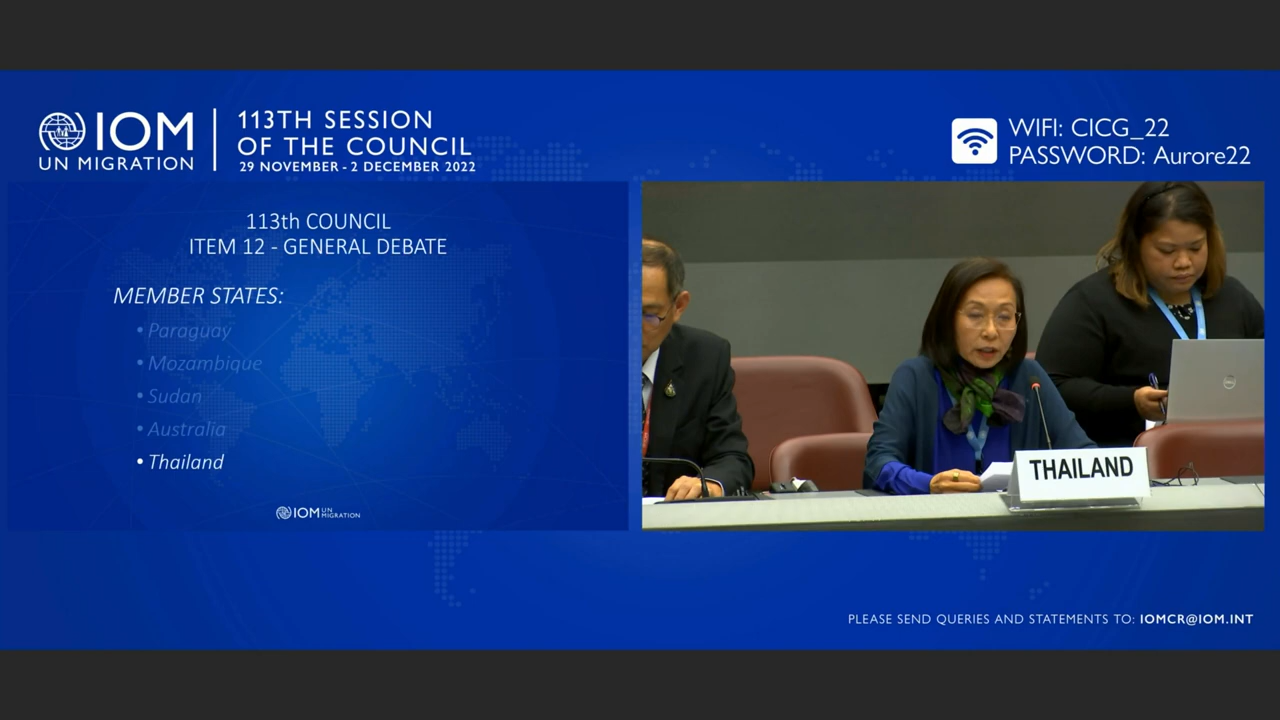 IOM
UN MIGRATION
113TH SESSION
OF THE COUNCIL
29 NOVEMBER - 2 DECEMBER 2022
WIFI: CICG_22
PASSWORD: Aurore22
113th COUNCIL
ITEM 12 - GENERAL DEBATE
MEMBER STATES:
• Paraguay
• Mozambique
• Sudan
• Australia
• Thailand
IOM UN MIGRATION
THAILAND
DELL
PLEASE SEND QUERIES AND STATEMENTS TO: IOMCR@IOM.INT